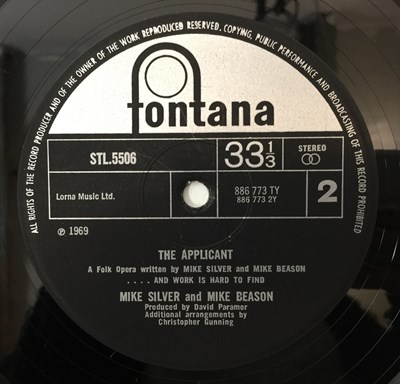 ALL RIGHTS OF THE RECORD PRODUCER AND OF THE OWNER OF THE WORK REPRODUCED RESERVED. COPYING, PUBLIC PERFORMANCE AND BROADCASTING OF THIS RECORD PROHIBITED
fontana
STL.5506
33 1/3
STEREO
Lorna Music Ltd.
886 773 TY
886 773 2Y
2
℗ 1969
THE APPLICANT
A Folk Opera written by MIKE SILVER and MIKE BEASON
. . . . AND WORK IS HARD TO FIND
MIKE SILVER and MIKE BEASON
Produced by David Paramor
Additional arrangements by
Christopher Gunning